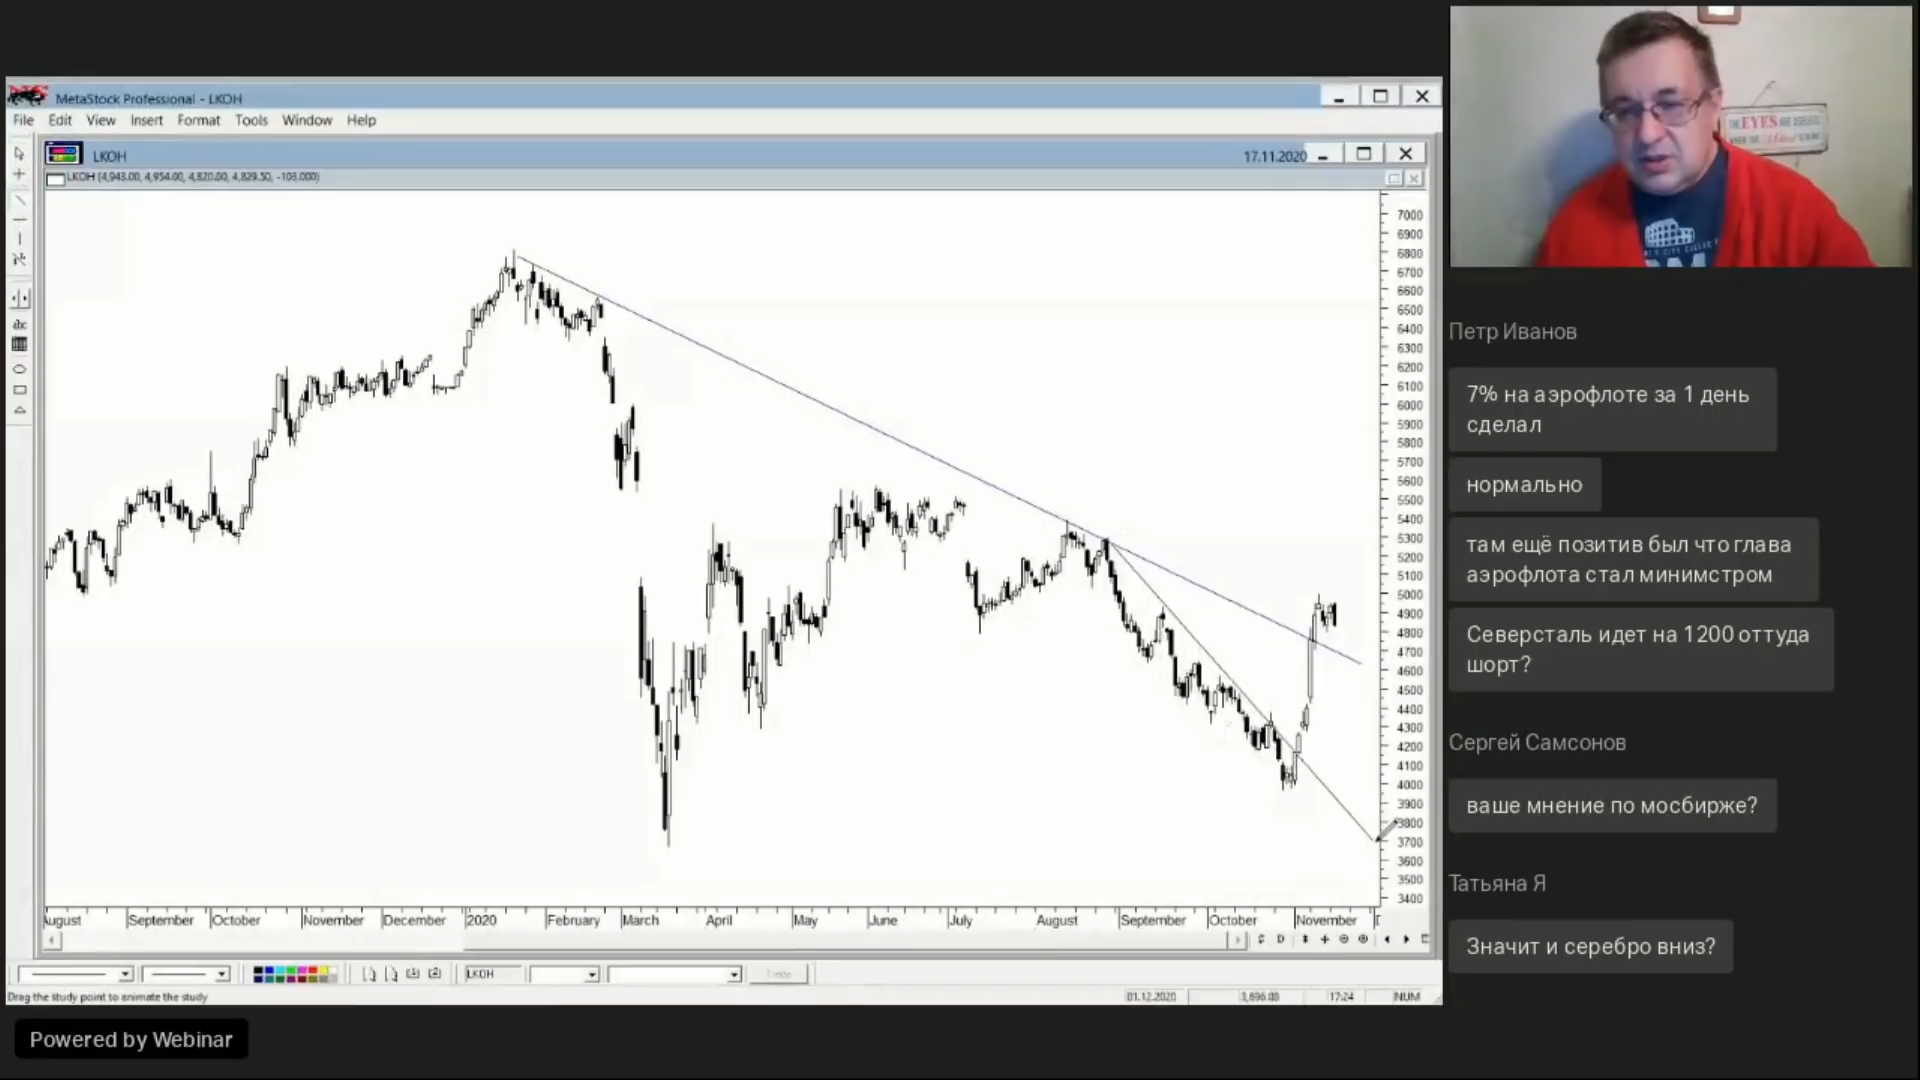 MetaStock Professional - LKOH
File Edit View Insert Format Tools Window Help
LKOH
17.11.2020
LKOH (4,943.00, 4,954.00, 4,820.00, 4,829.50, -103.000)
abc
7000
6900
6800
6700
6600
6500
6400
6300
6200
6100
6000
5900
5800
5700
5600
5500
5400
5300
5200
5100
5000
4900
4800
4700
4600
4500
4400
4300
4200
4100
4000
3900
3800
3700
3600
3500
3400
August September October November December 2020 February March April May June July August September October November
LKOH
Drag the study point to animate the study
01.12.2020
17:24
NUM
Powered by Webinar
EYES
Петр Иванов
7% на аэрофлоте за 1 день
сделал
нормально
там ещё позитив был что глава
аэрофлота стал минимстром
Северсталь идет на 1200 оттуда
шорт?
Сергей Самсонов
ваше мнение по мосбирже?
Татьяна Я
Значит и серебро вниз?